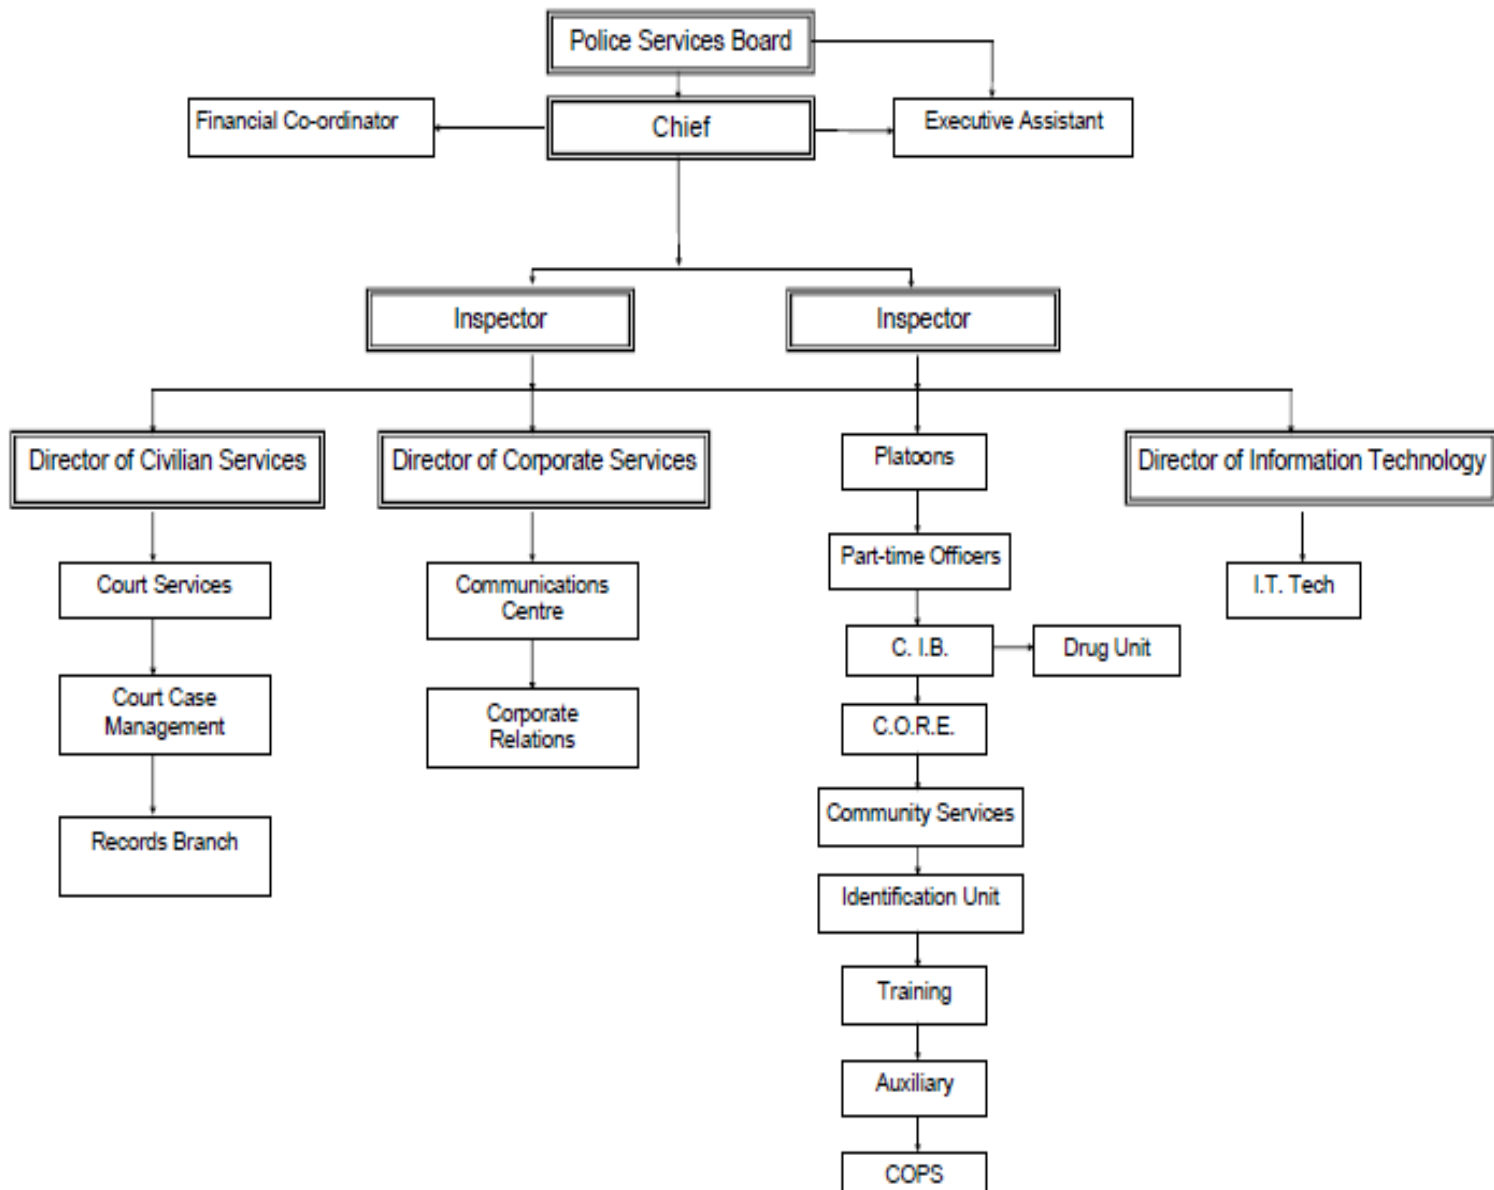 Police Services Board
Financial Co-ordinator
Chief
Executive Assistant
Inspector
Inspector
Director of Civilian Services
Director of Corporate Services
Platoons
Director of Information Technology
Court Services
Communications
Centre
Part-time Officers
I.T. Tech
C. I.B.
Drug Unit
Court Case
Management
Corporate
Relations
C.O.R.E.
Records Branch
Community Services
Identification Unit
Training
Auxiliary
COPS